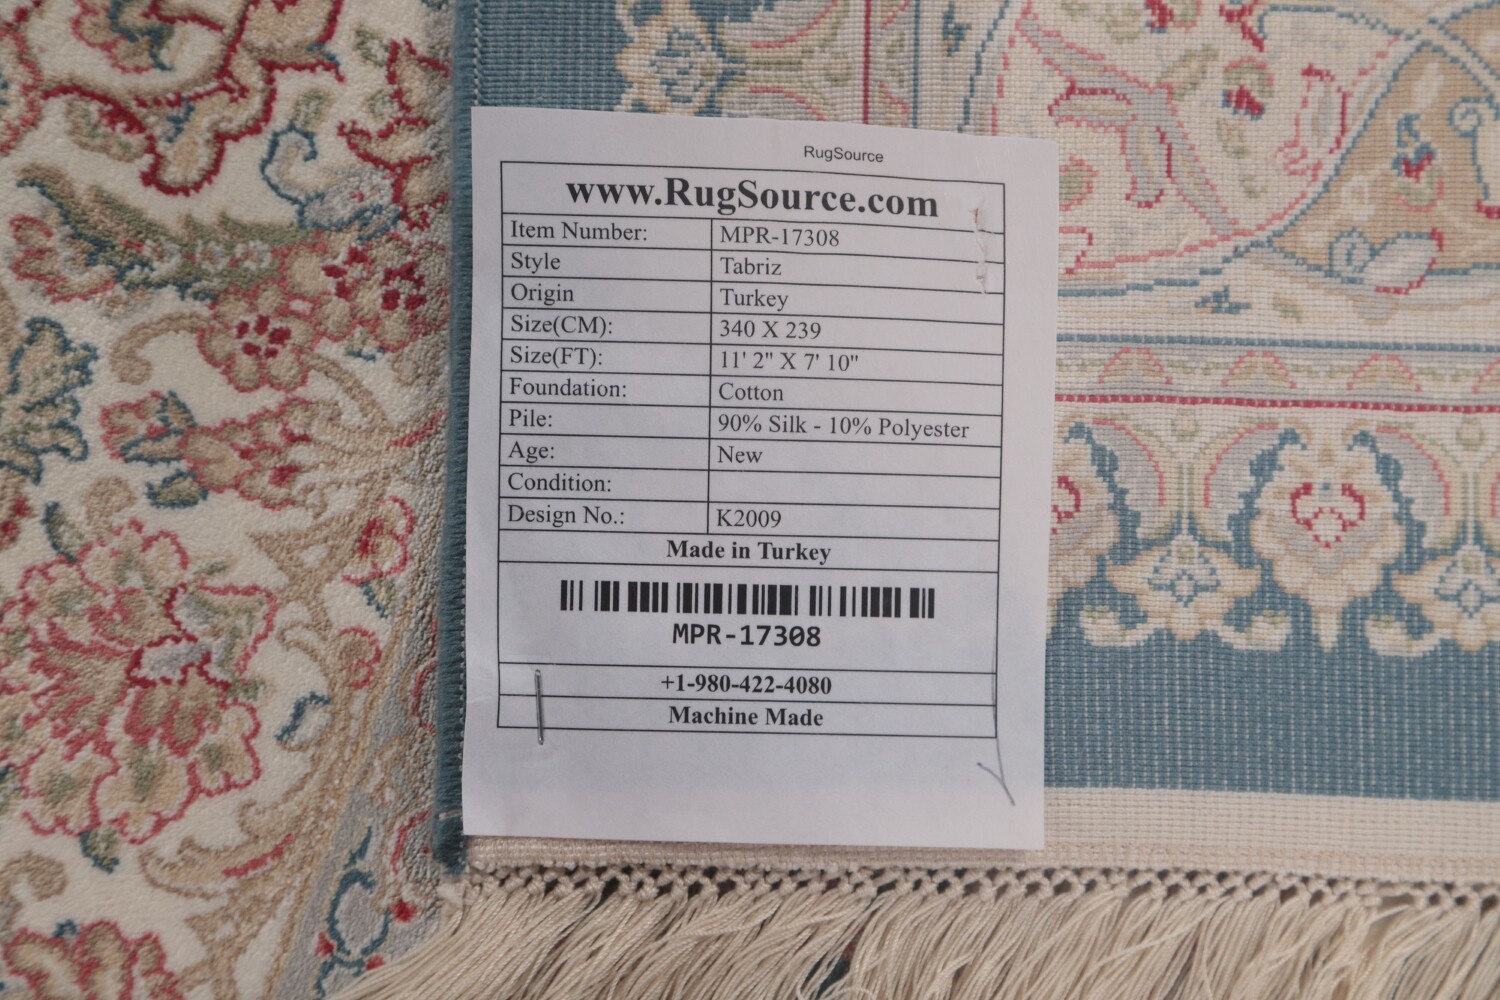 RugSource
www.RugSource.com
Item Number: MPR-17308
Style Tabriz
Origin Turkey
Size(CM): 340 X 239
Size(FT): 11' 2" X 7' 10"
Foundation: Cotton
Pile: 90% Silk - 10% Polyester
Age: New
Condition:
Design No.: K2009
Made in Turkey
MPR-17308
+1-980-422-4080
Machine Made